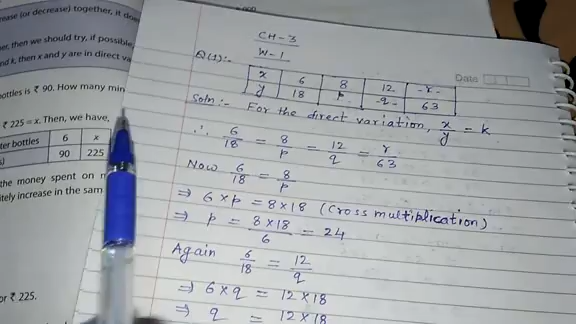 ease (or decrease) together, it doe
er, then we should try, if possible,
nd k, then x and y are in direct va
ottles is ₹ 90. How many min
₹ 225 = x. Then, we have,
ter bottles 6 x
90 225
the money spent on
itely increase in the sam
or ₹ 225.
CH-3
W-1
Date
Q(1):-
x 6 8 12 -r-
y 18 p -q- 63
Soln:- For the direct variation, x/y = k
∴ 6/18 = 8/p = 12/q = r/63
Now 6/18 = 8/p
⇒ 6 × p = 8 × 18 (Cross multiplication)
⇒ p = 8×18/6 = 24
Again 6/18 = 12/q
⇒ 6 × q = 12 × 18
⇒ q = 12 × 18